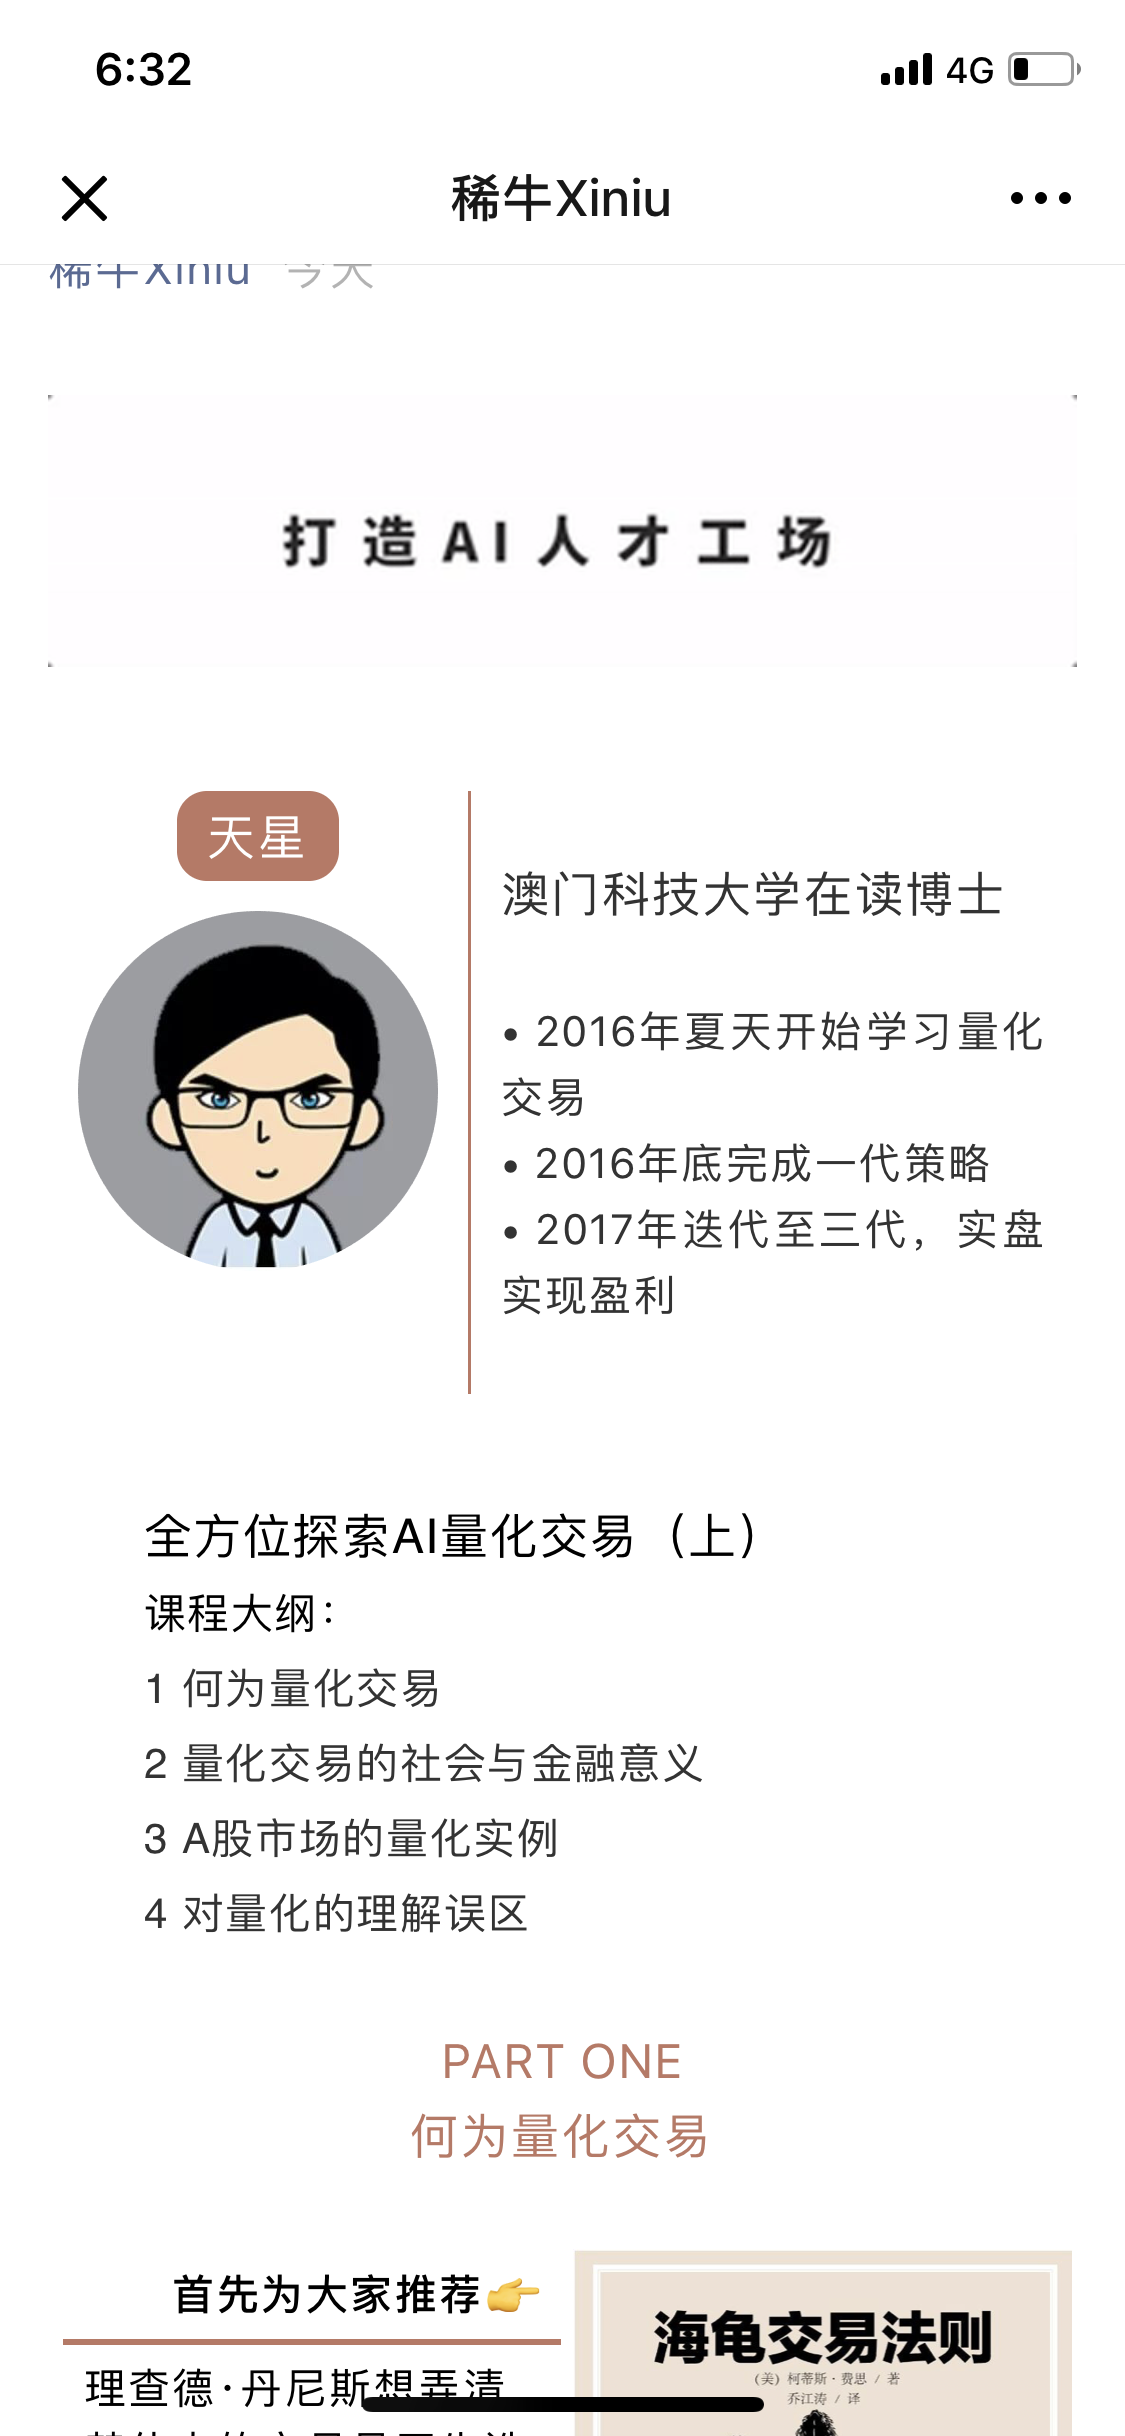 6:32
4G
稀牛Xiniu
稀牛Xiniu 今天
打造AI人才工场
天星
澳门科技大学在读博士
• 2016年夏天开始学习量化
交易
• 2016年底完成一代策略
• 2017年迭代至三代，实盘
实现盈利
全方位探索AI量化交易（上）
课程大纲：
1 何为量化交易
2 量化交易的社会与金融意义
3 A股市场的量化实例
4 对量化的理解误区
PART ONE
何为量化交易
首先为大家推荐👉
理查德·丹尼斯想弄清
海龟交易法则
（美）柯蒂斯·费思 / 著
乔江涛 / 译